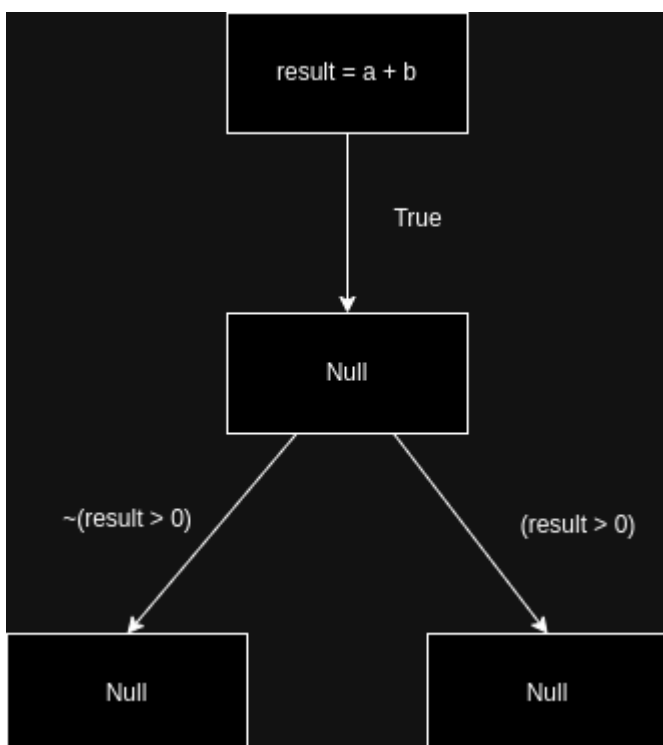 result = a + b
True
Null
~(result > 0)
(result > 0)
Null
Null